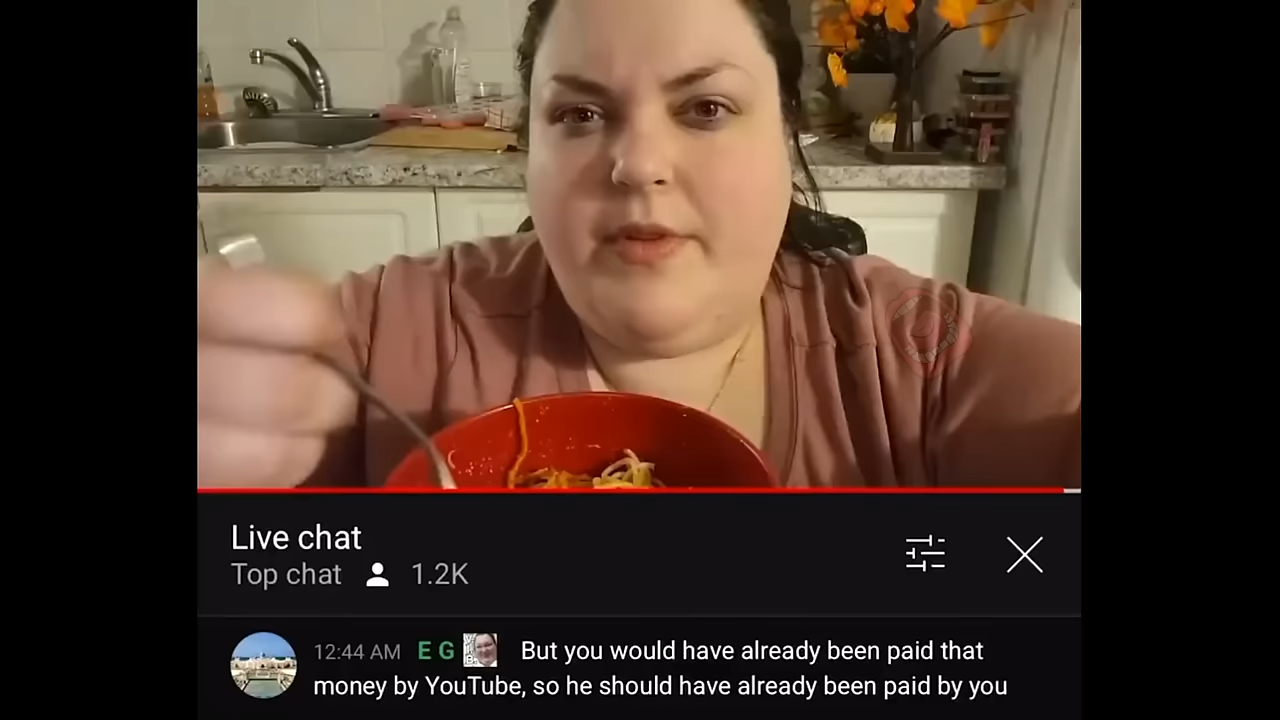 Live chat
Top chat 1.2K
12:44 AM E G But you would have already been paid that
money by YouTube, so he should have already been paid by you